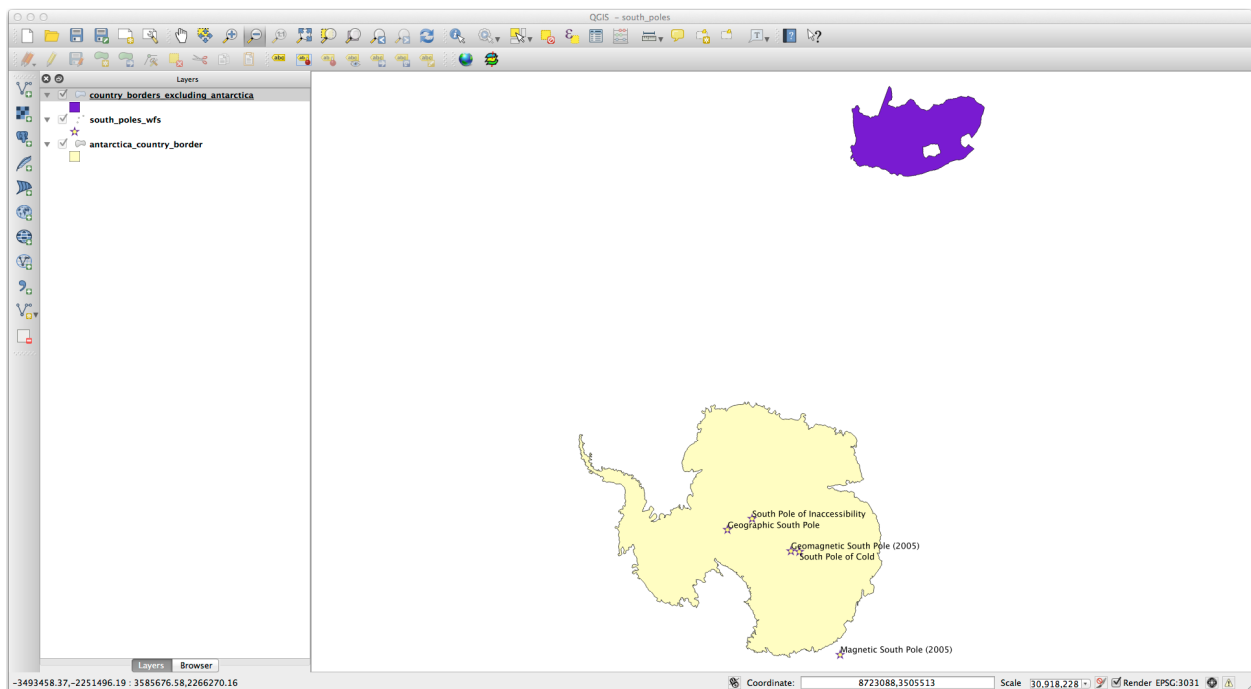 QGIS - south_poles
abc
Layers
country_borders_excluding_antarctica
south_poles_wfs
antarctica_country_border
South Pole of Inaccessibility
Geographic South Pole
Geomagnetic South Pole (2005)
South Pole of Cold
Magnetic South Pole (2005)
Layers Browser
-3493458.37,-2251496.19 : 3585676.58,2266270.16 Coordinate: 8723088,3505513 Scale 30,918,228 Render EPSG:3031